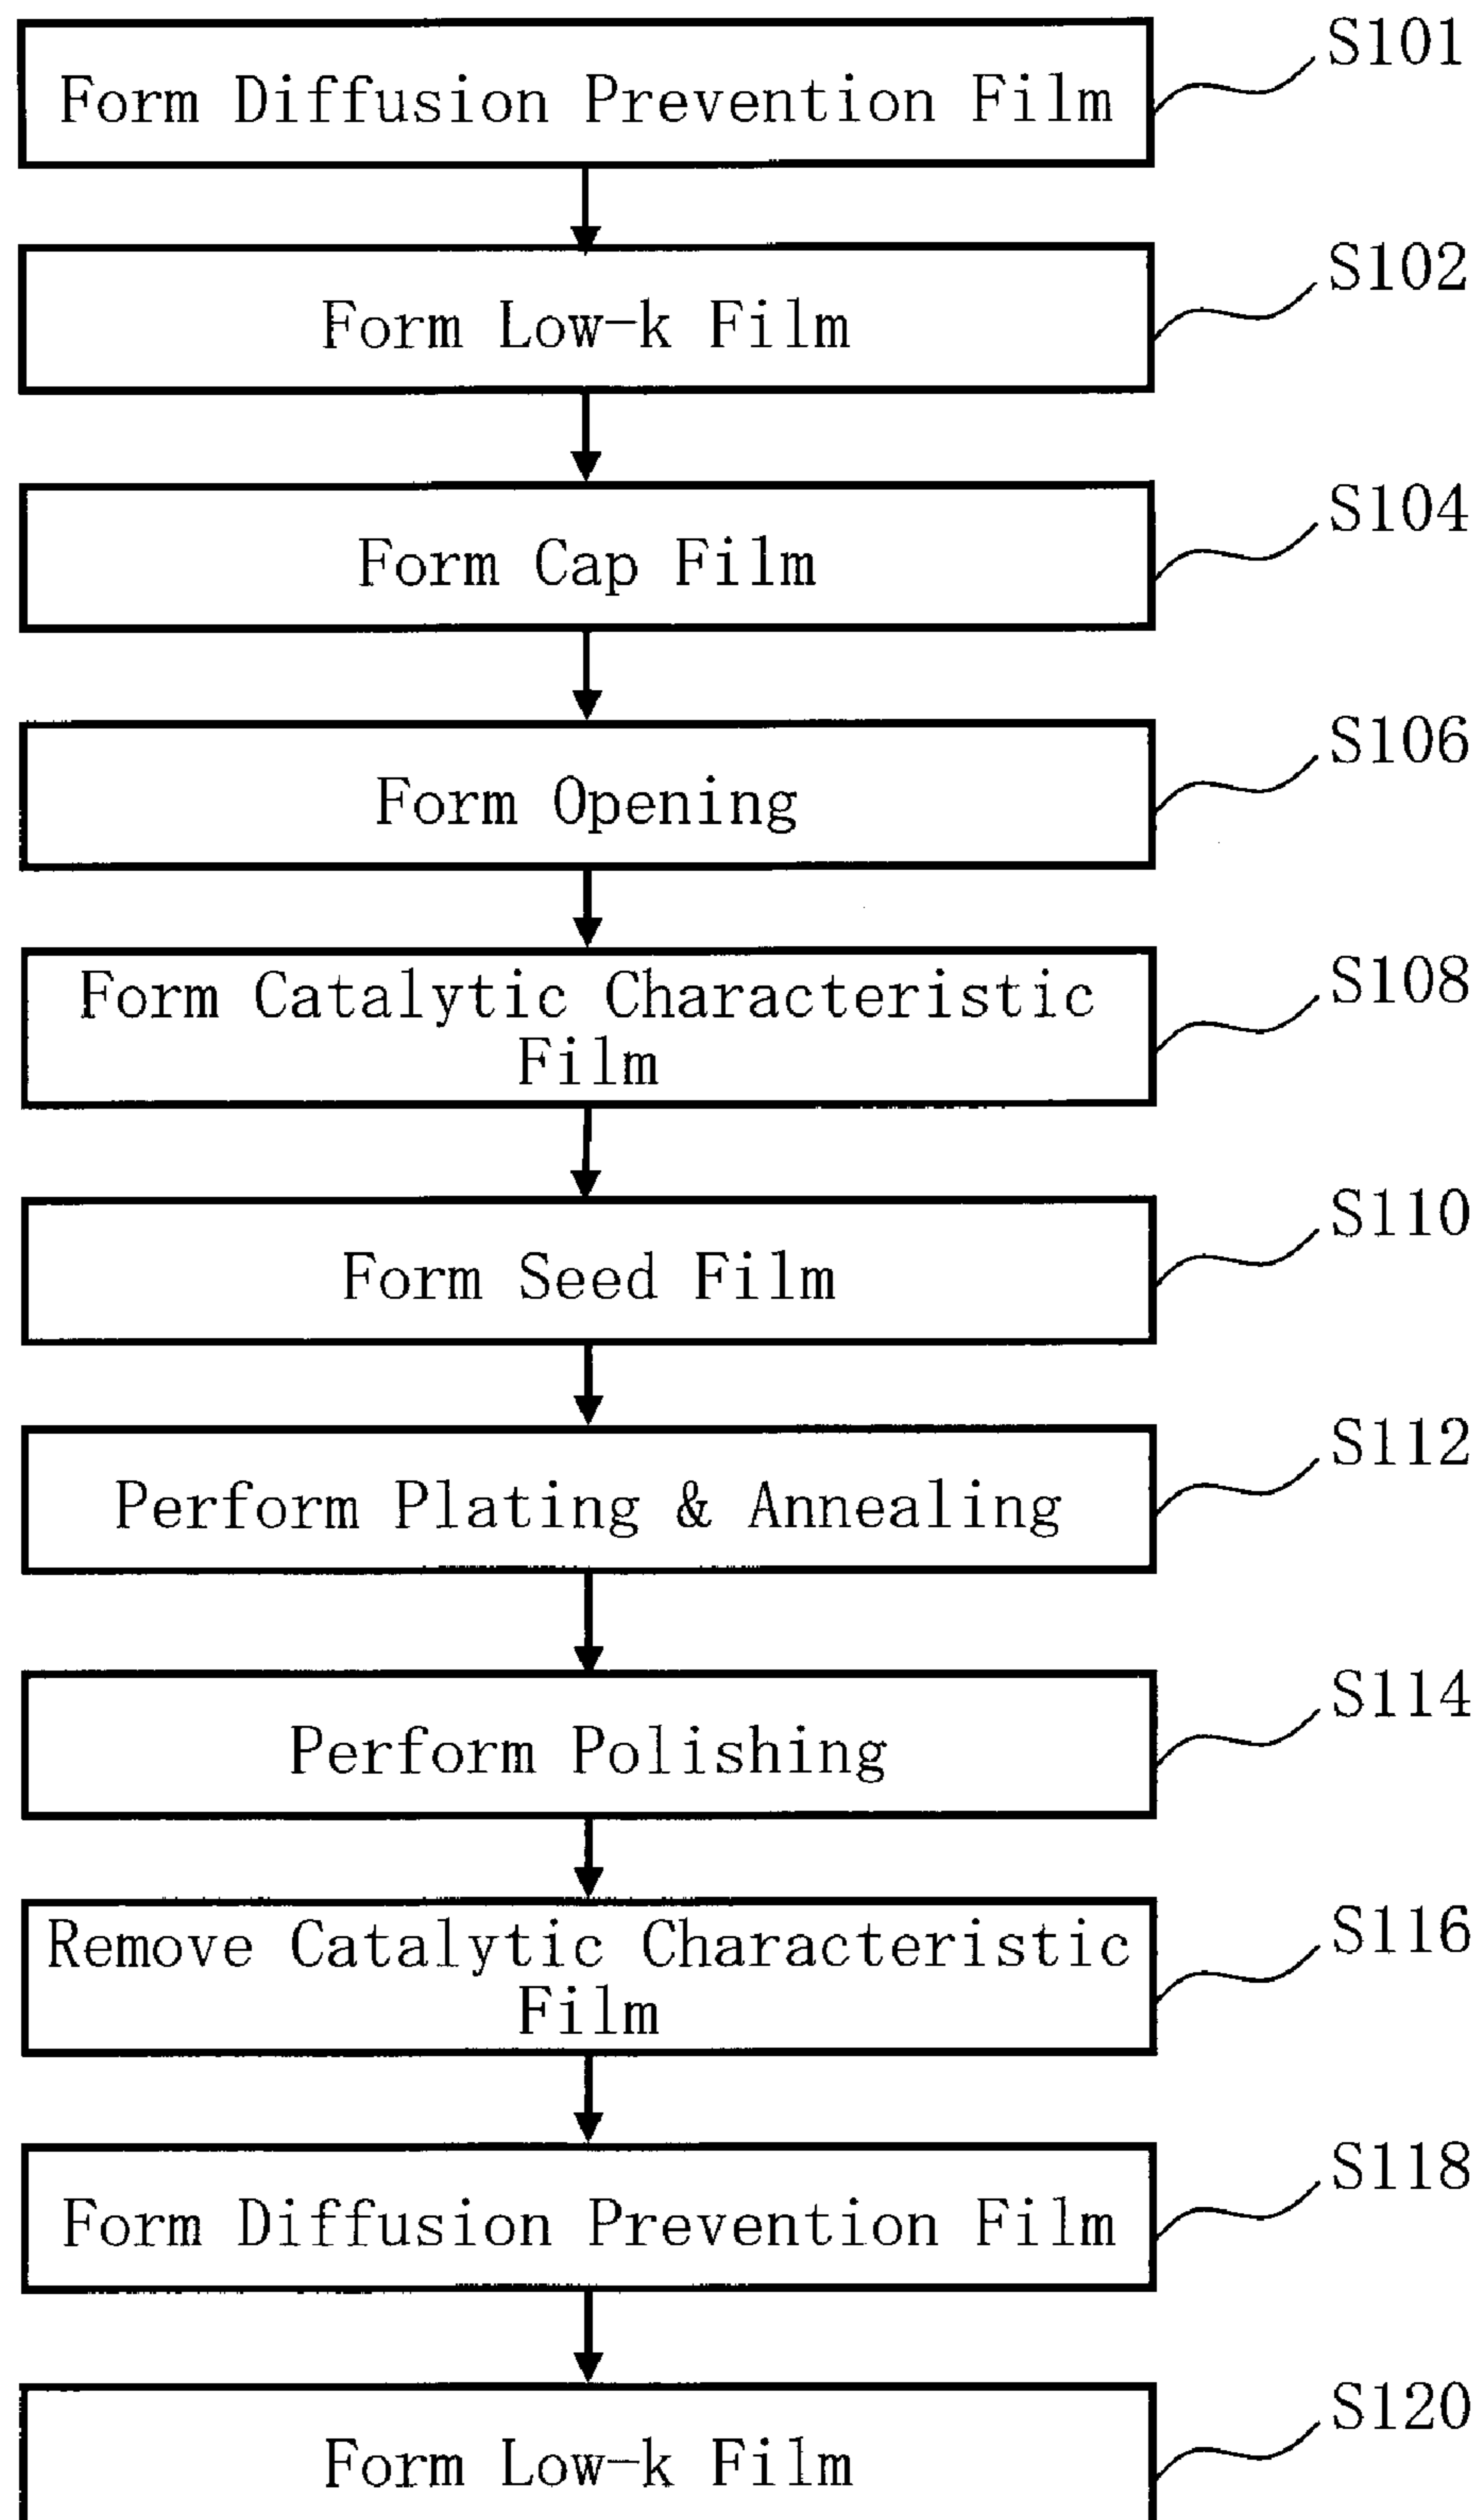 Form Diffusion Prevention Film
S101
Form Low-k Film
S102
Form Cap Film
S104
Form Opening
S106
Form Catalytic Characteristic
Film
S108
Form Seed Film
S110
Perform Plating & Annealing
S112
Perform Polishing
S114
Remove Catalytic Characteristic
Film
S116
Form Diffusion Prevention Film
S118
Form Low-k Film
S120